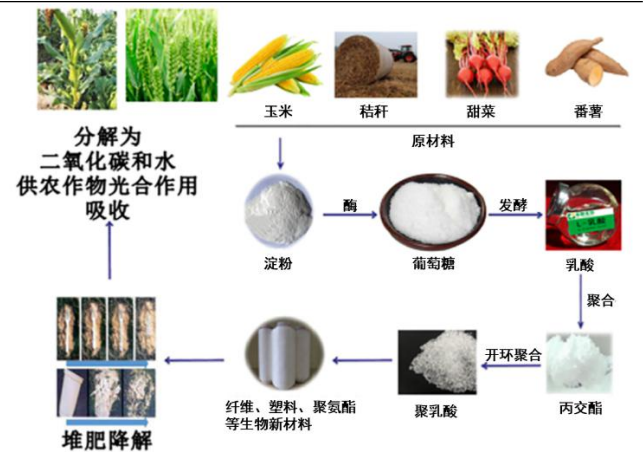 玉米
秸秆
甜菜
番薯
原材料
分解为
二氧化碳和水
供农作物光合作用
吸收
淀粉
酶
葡萄糖
发酵
乳酸
聚合
丙交酯
开环聚合
聚乳酸
纤维、塑料、聚氨酯
等生物新材料
堆肥降解